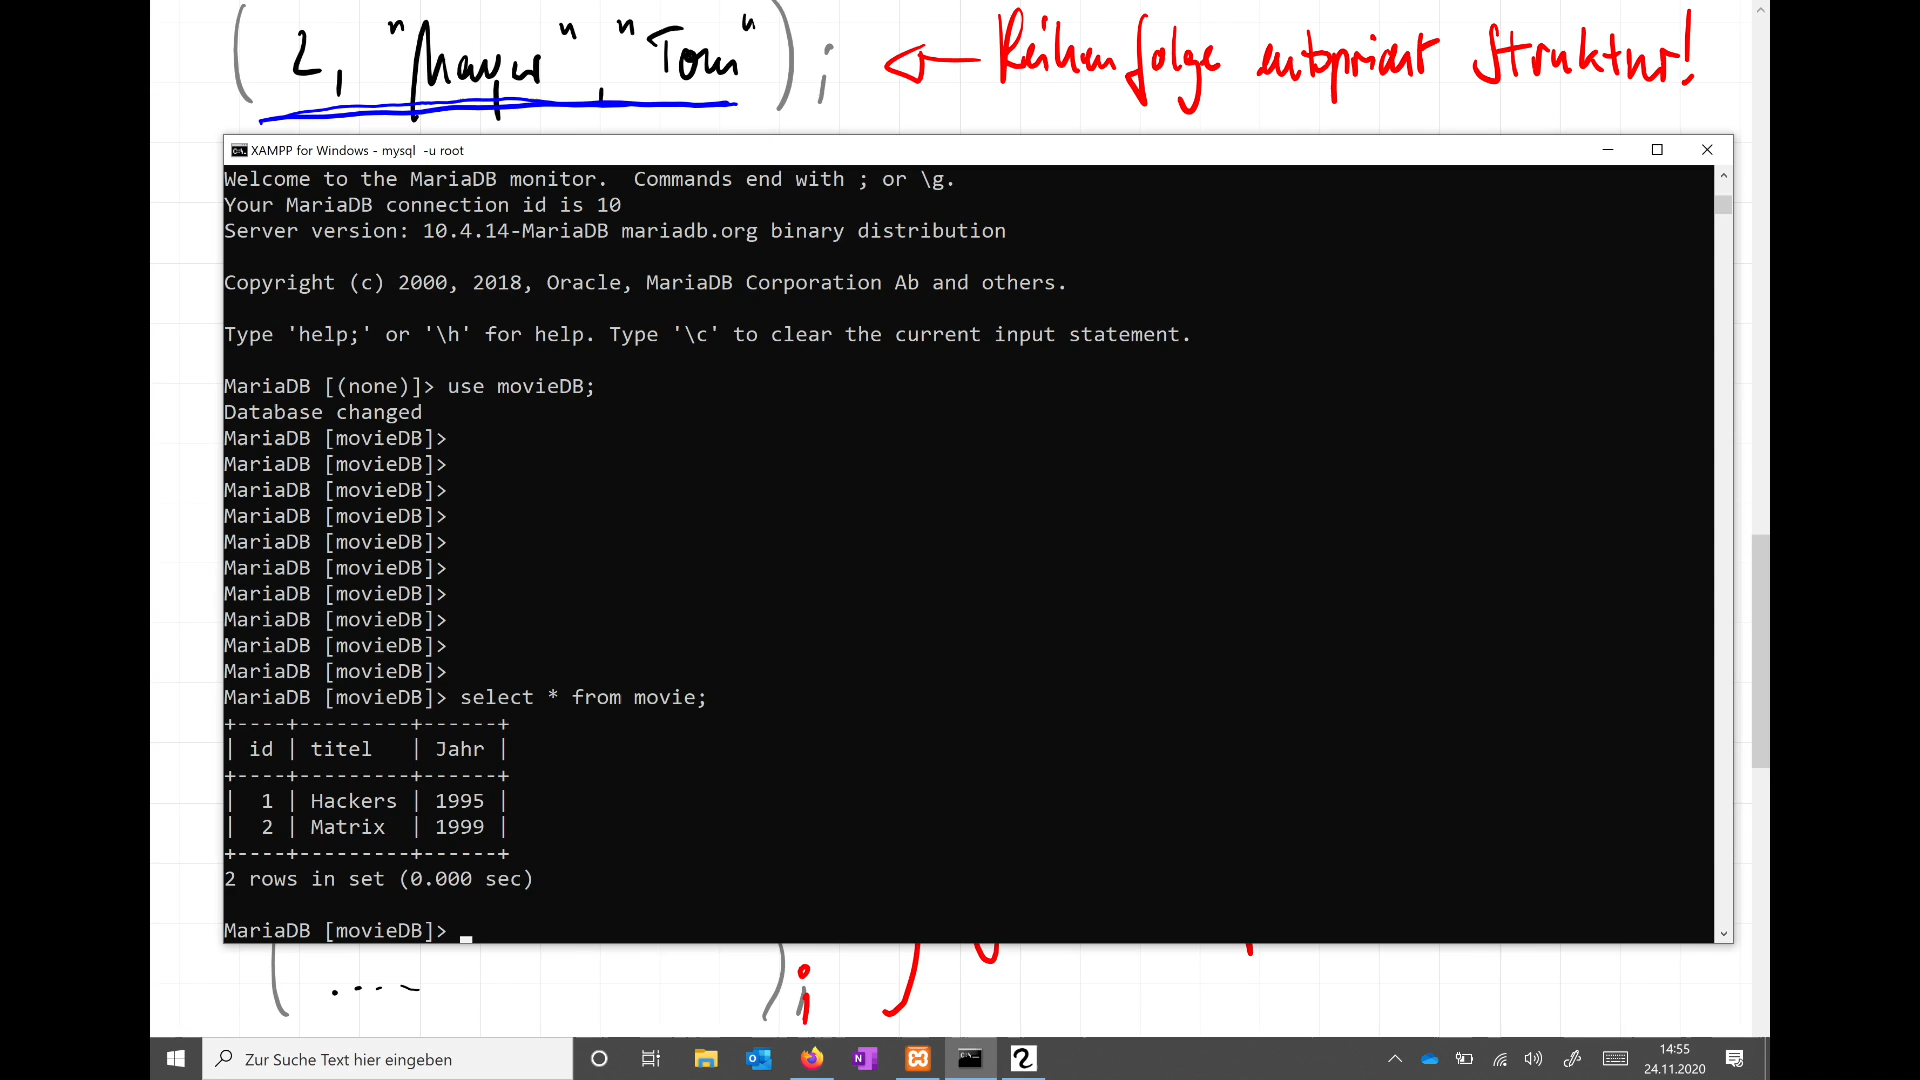 ( 2, "Mayer", "Tom" ); ← Reihenfolge entspricht Struktur!
XAMPP for Windows - mysql -u root
Welcome to the MariaDB monitor.  Commands end with ; or \g.
Your MariaDB connection id is 10
Server version: 10.4.14-MariaDB mariadb.org binary distribution
Copyright (c) 2000, 2018, Oracle, MariaDB Corporation Ab and others.
Type 'help;' or '\h' for help. Type '\c' to clear the current input statement.
MariaDB [(none)]> use movieDB;
Database changed
MariaDB [movieDB]>
MariaDB [movieDB]>
MariaDB [movieDB]>
MariaDB [movieDB]>
MariaDB [movieDB]>
MariaDB [movieDB]>
MariaDB [movieDB]>
MariaDB [movieDB]>
MariaDB [movieDB]>
MariaDB [movieDB]>
MariaDB [movieDB]> select * from movie;
+----+---------+------+
| id | titel   | Jahr |
+----+---------+------+
|  1 | Hackers | 1995 |
|  2 | Matrix  | 1999 |
+----+---------+------+
2 rows in set (0.000 sec)
MariaDB [movieDB]>
( .... );
Zur Suche Text hier eingeben
14:55
24.11.2020